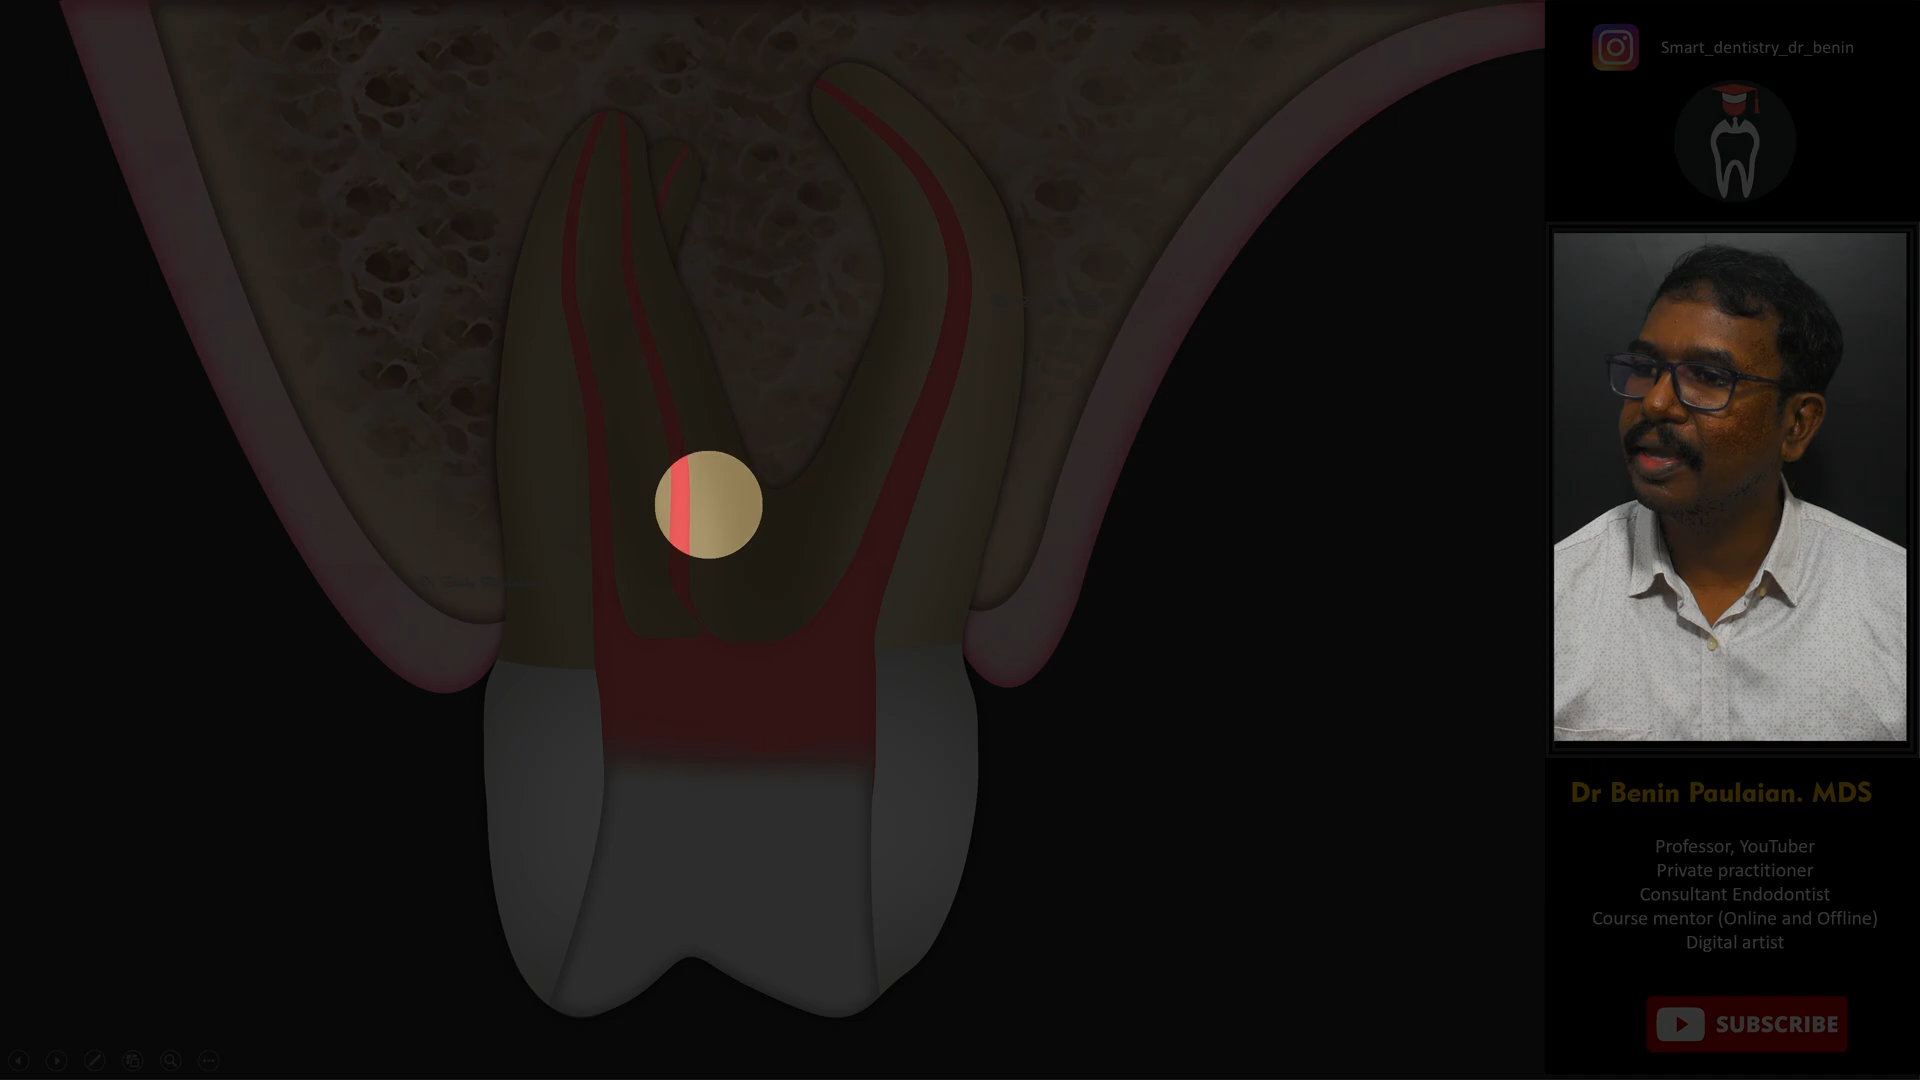 Smart_dentistry_dr_benin
Dr Benin Paulaian. MDS
Professor, YouTuber
Private practitioner
Consultant Endodontist
Course mentor (Online and Offline)
Digital artist
SUBSCRIBE